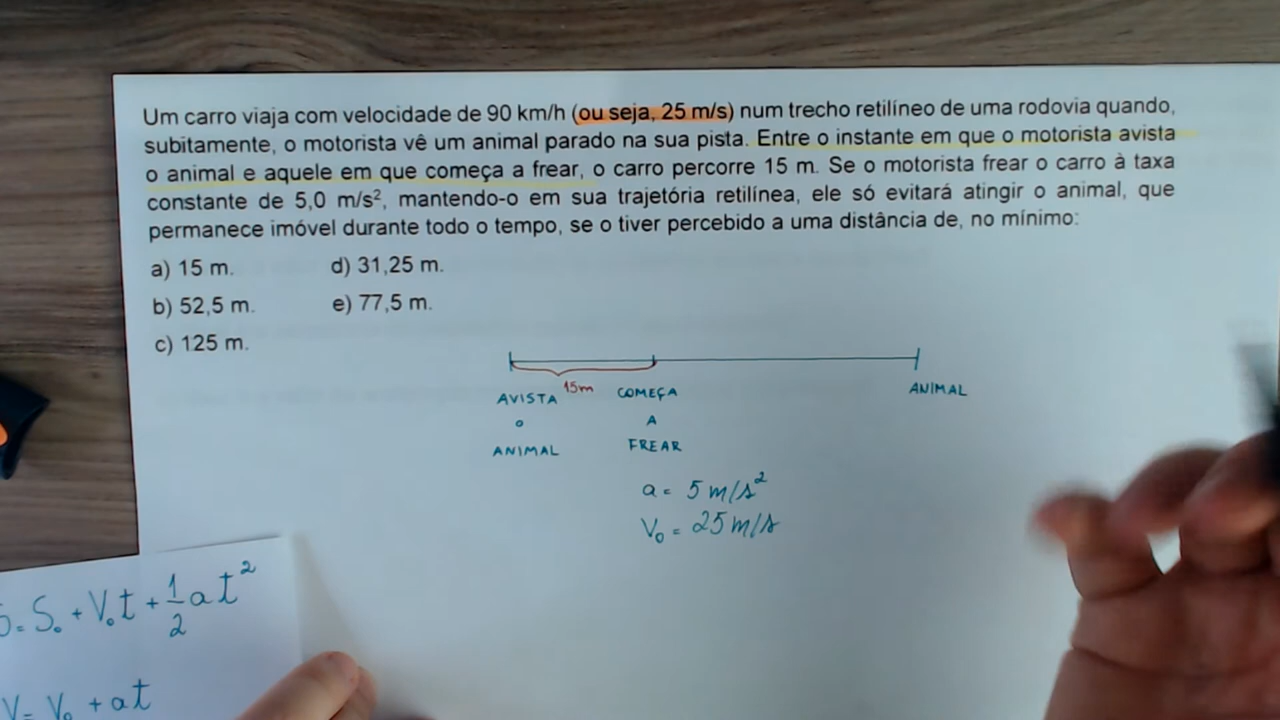 Um carro viaja com velocidade de 90 km/h (ou seja, 25 m/s) num trecho retilíneo de uma rodovia quando,
subitamente, o motorista vê um animal parado na sua pista. Entre o instante em que o motorista avista
o animal e aquele em que começa a frear, o carro percorre 15 m. Se o motorista frear o carro à taxa
constante de 5,0 m/s², mantendo-o em sua trajetória retilínea, ele só evitará atingir o animal, que
permanece imóvel durante todo o tempo, se o tiver percebido a uma distância de, no mínimo:
a) 15 m. d) 31,25 m.
b) 52,5 m. e) 77,5 m.
c) 125 m.
15m
AVISTA COMEÇA ANIMAL
O A
ANIMAL FREAR
a = 5 m/s²
V₀ = 25 m/s
S = S₀ + V₀t + 1/2 at²
V = V₀ + at